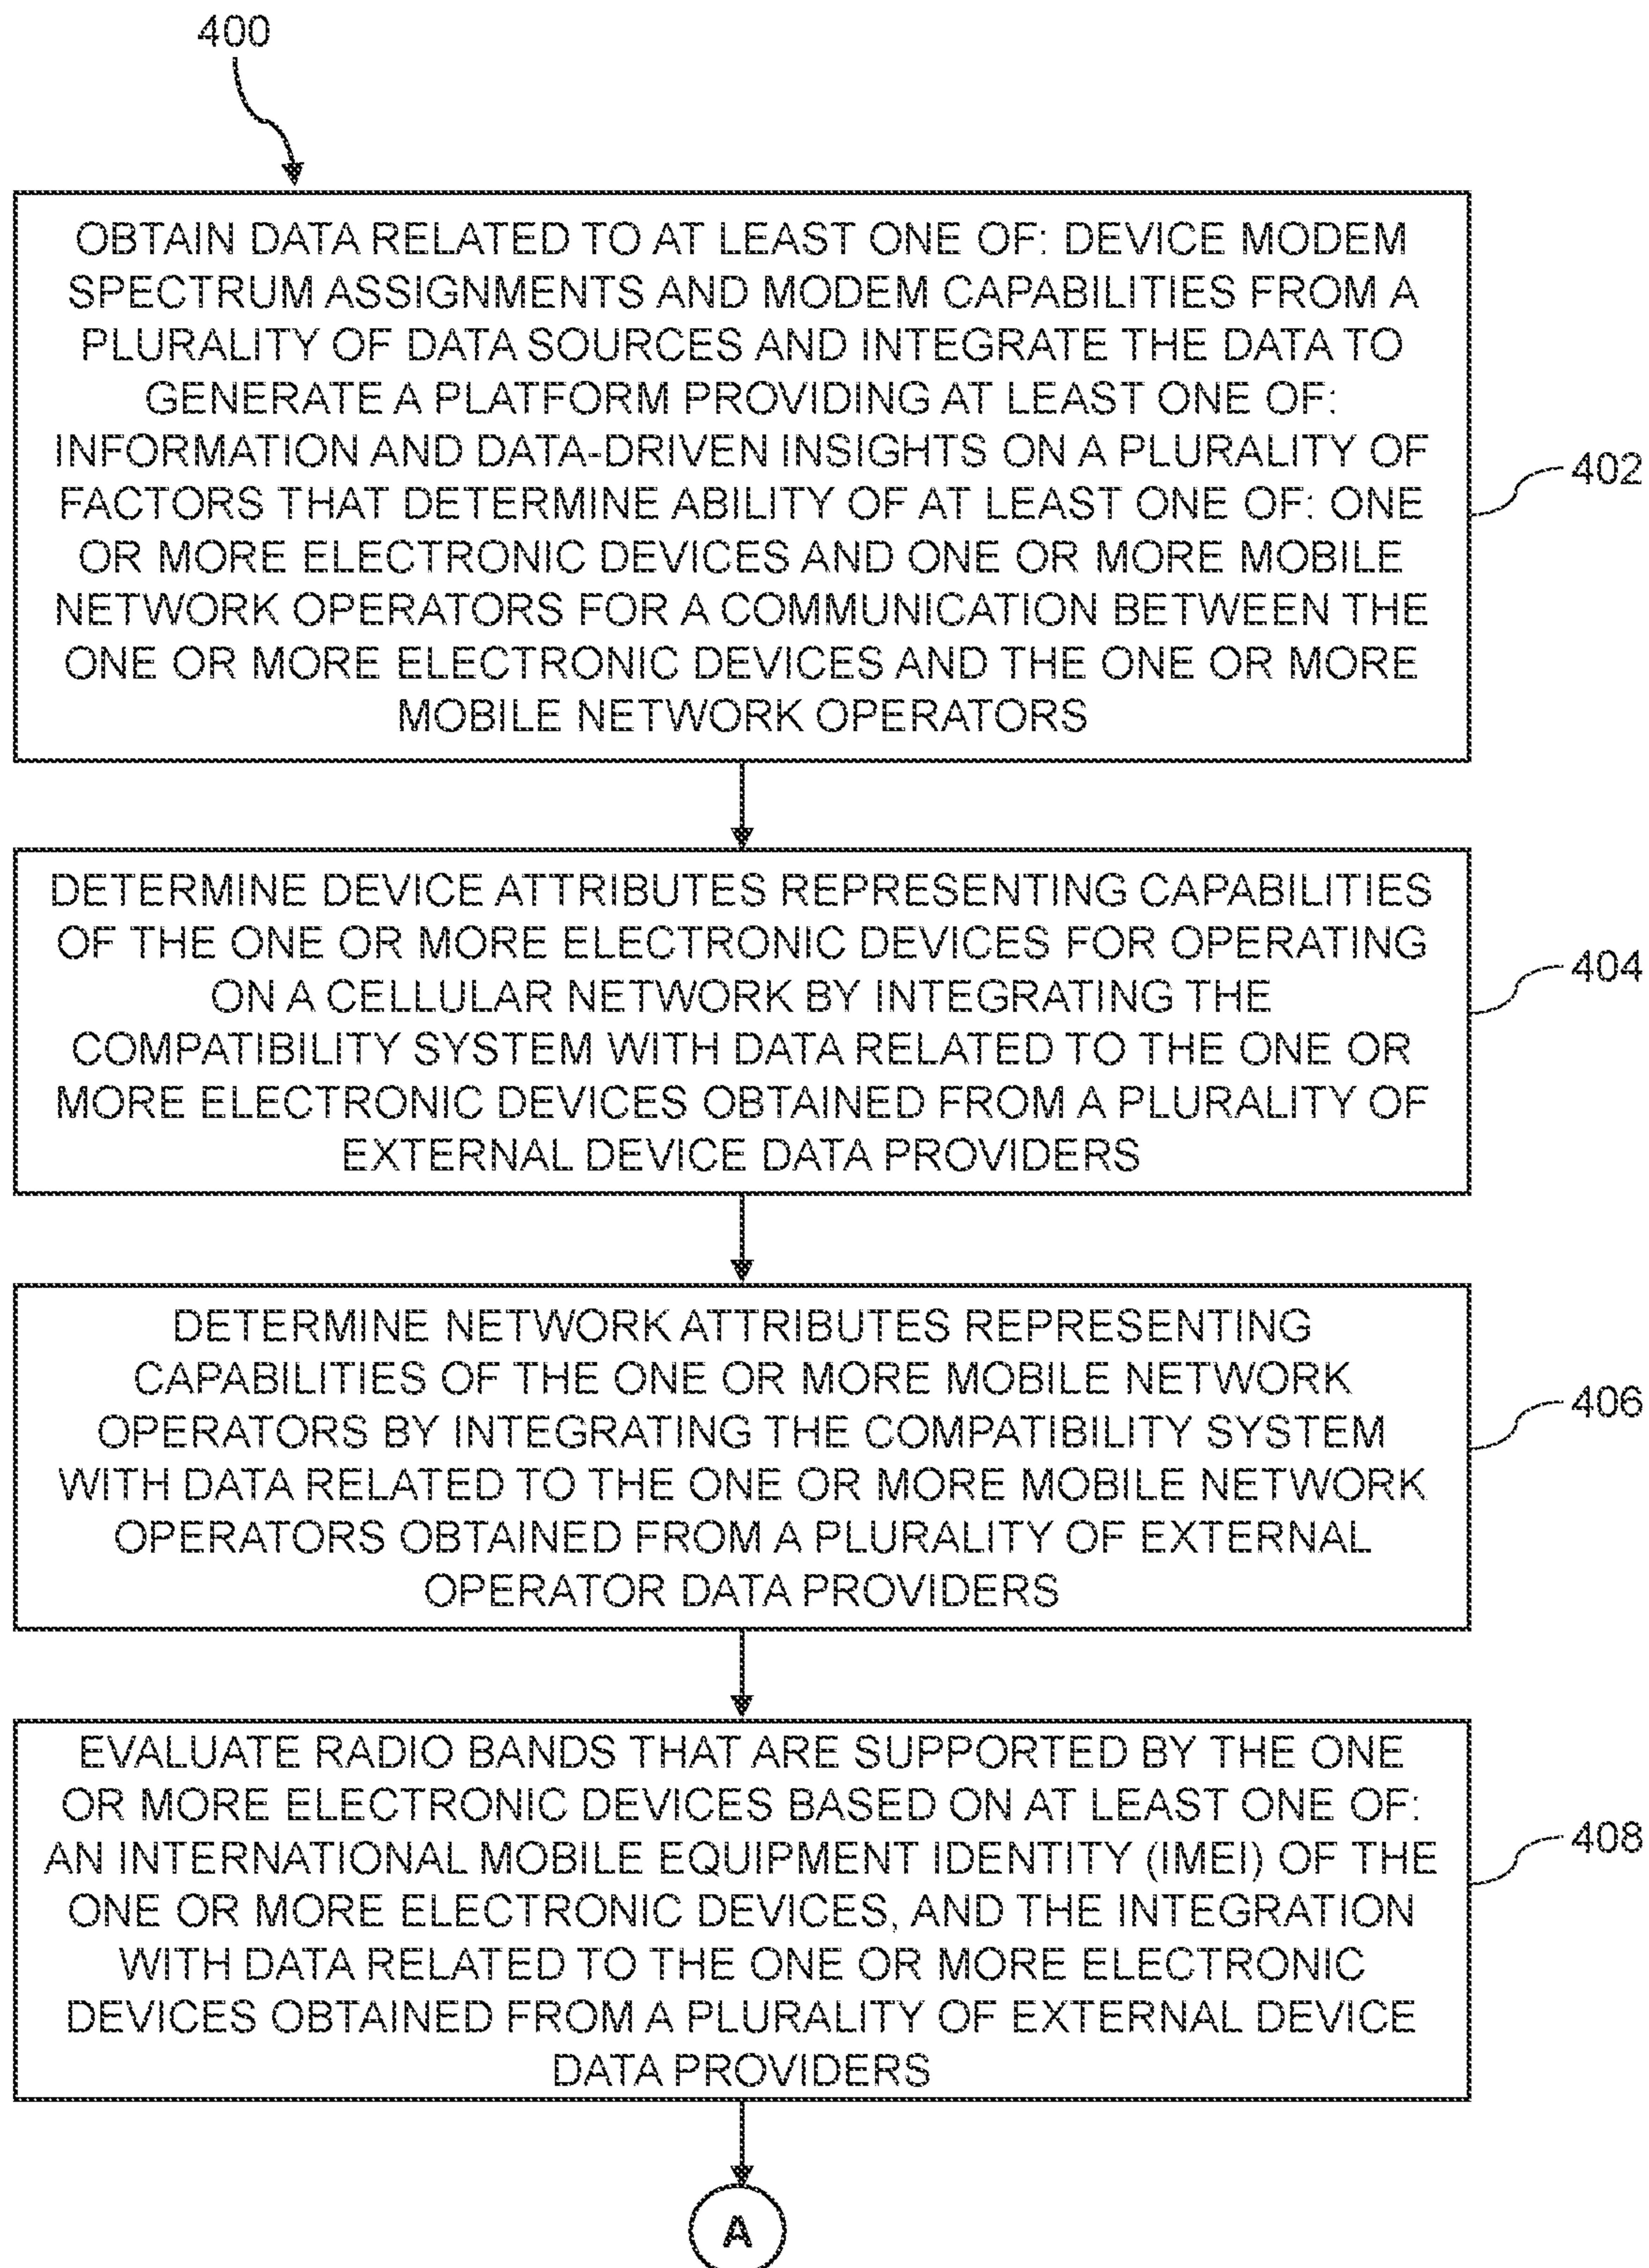 400
OBTAIN DATA RELATED TO AT LEAST ONE OF: DEVICE MODEM
SPECTRUM ASSIGNMENTS AND MODEM CAPABILITIES FROM A
PLURALITY OF DATA SOURCES AND INTEGRATE THE DATA TO
GENERATE A PLATFORM PROVIDING AT LEAST ONE OF:
INFORMATION AND DATA-DRIVEN INSIGHTS ON A PLURALITY OF
FACTORS THAT DETERMINE ABILITY OF AT LEAST ONE OF: ONE
OR MORE ELECTRONIC DEVICES AND ONE OR MORE MOBILE
NETWORK OPERATORS FOR A COMMUNICATION BETWEEN THE
ONE OR MORE ELECTRONIC DEVICES AND THE ONE OR MORE
MOBILE NETWORK OPERATORS
402
DETERMINE DEVICE ATTRIBUTES REPRESENTING CAPABILITIES
OF THE ONE OR MORE ELECTRONIC DEVICES FOR OPERATING
ON A CELLULAR NETWORK BY INTEGRATING THE
COMPATIBILITY SYSTEM WITH DATA RELATED TO THE ONE OR
MORE ELECTRONIC DEVICES OBTAINED FROM A PLURALITY OF
EXTERNAL DEVICE DATA PROVIDERS
404
DETERMINE NETWORK ATTRIBUTES REPRESENTING
CAPABILITIES OF THE ONE OR MORE MOBILE NETWORK
OPERATORS BY INTEGRATING THE COMPATIBILITY SYSTEM
WITH DATA RELATED TO THE ONE OR MORE MOBILE NETWORK
OPERATORS OBTAINED FROM A PLURALITY OF EXTERNAL
OPERATOR DATA PROVIDERS
406
EVALUATE RADIO BANDS THAT ARE SUPPORTED BY THE ONE
OR MORE ELECTRONIC DEVICES BASED ON AT LEAST ONE OF:
AN INTERNATIONAL MOBILE EQUIPMENT IDENTITY (IMEI) OF THE
ONE OR MORE ELECTRONIC DEVICES, AND THE INTEGRATION
WITH DATA RELATED TO THE ONE OR MORE ELECTRONIC
DEVICES OBTAINED FROM A PLURALITY OF EXTERNAL DEVICE
DATA PROVIDERS
408
A